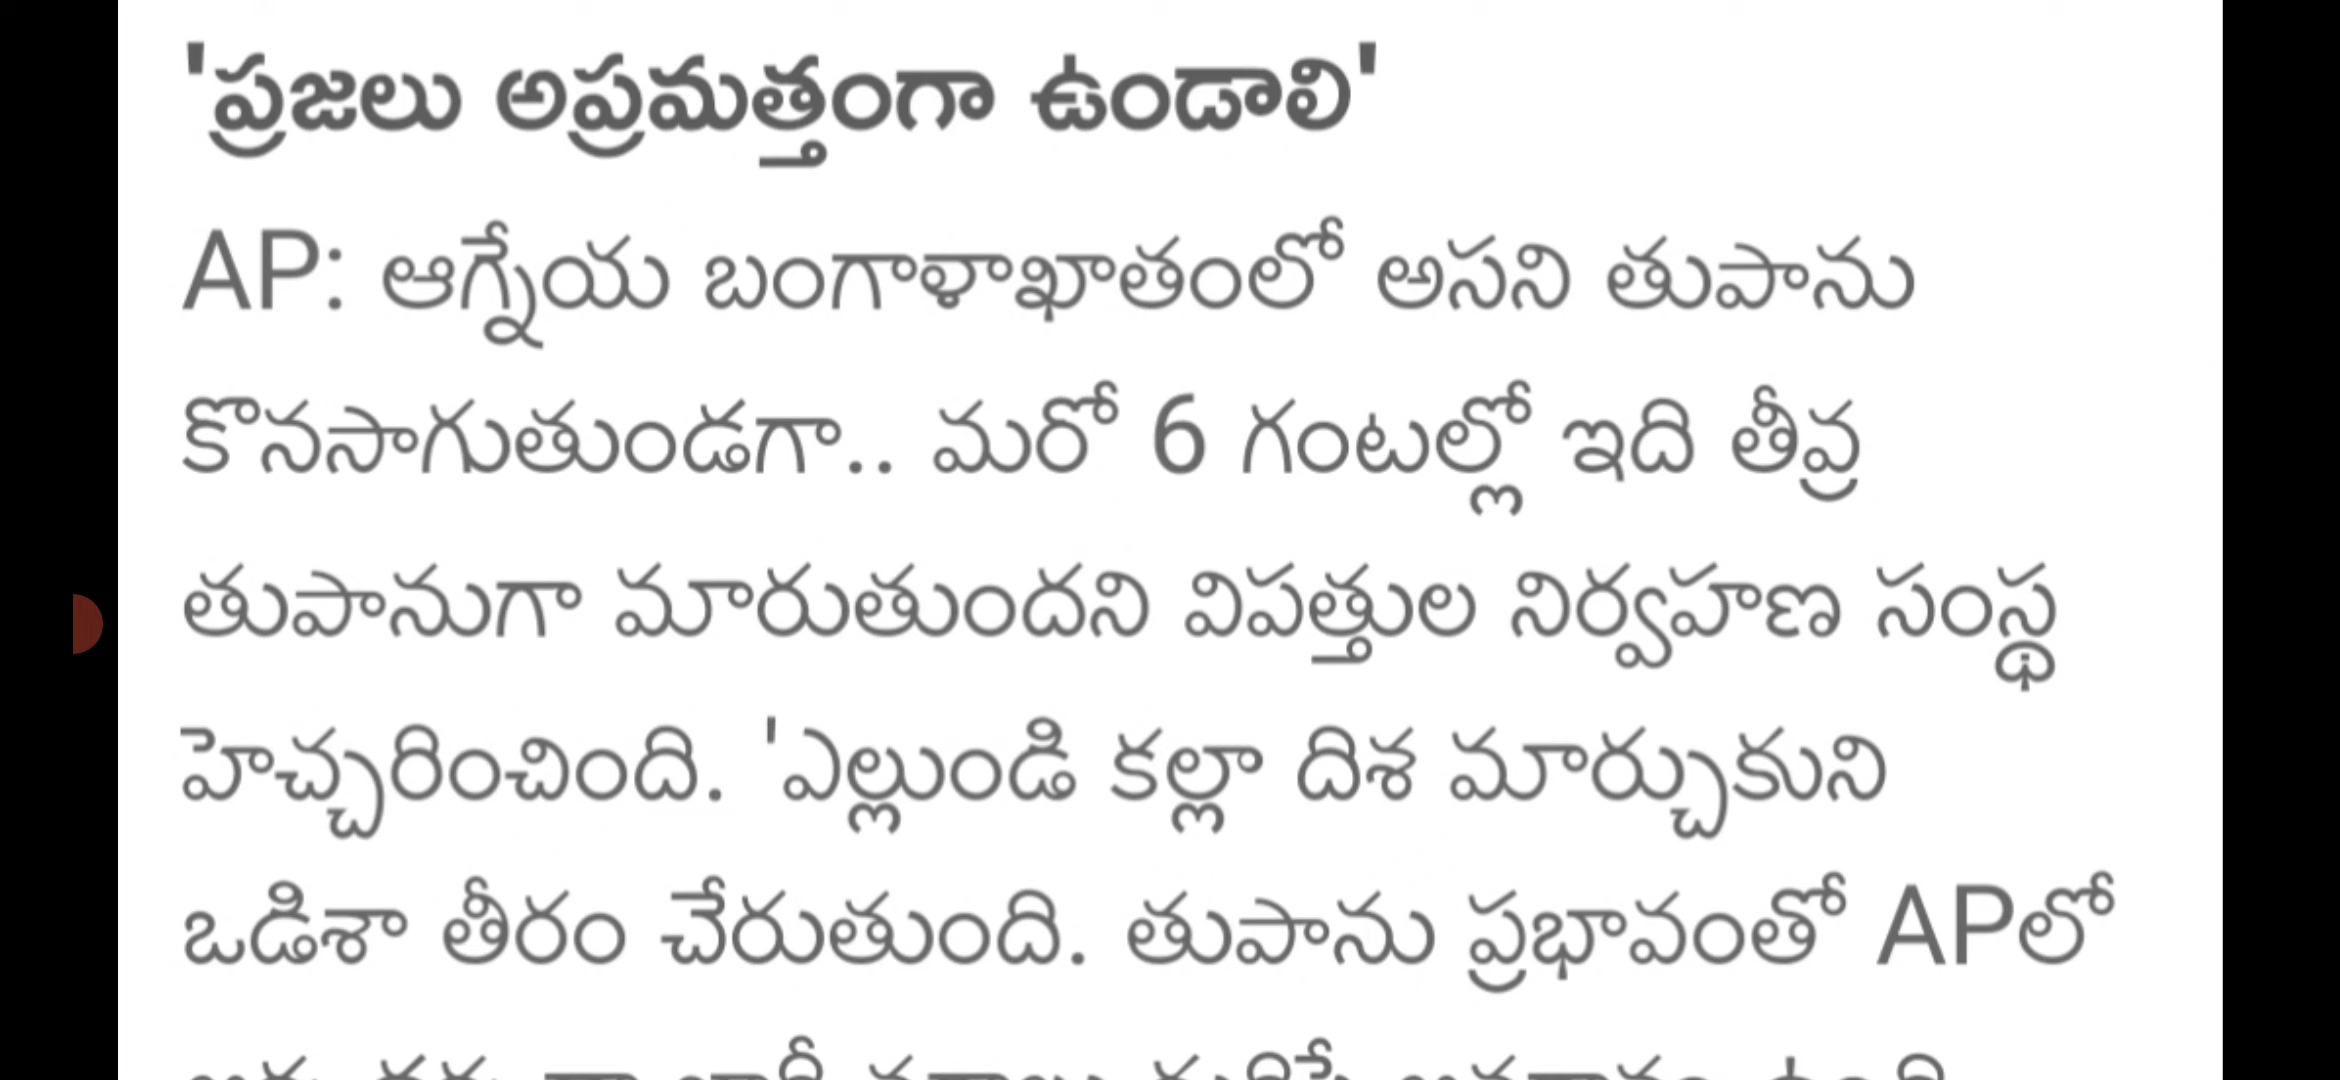 'ప్రజలు అప్రమత్తంగా ఉండాలి'
AP: ఆగ్నేయ బంగాళాఖాతంలో అసని తుపాను
కొనసాగుతుండగా.. మరో 6 గంటల్లో ఇది తీవ్ర
తుపానుగా మారుతుందని విపత్తుల నిర్వహణ సంస్థ
హెచ్చరించింది. 'ఎల్లుండి కల్లా దిశ మార్చుకుని
ఒడిశా తీరం చేరుతుంది. తుపాను ప్రభావంతో APలో